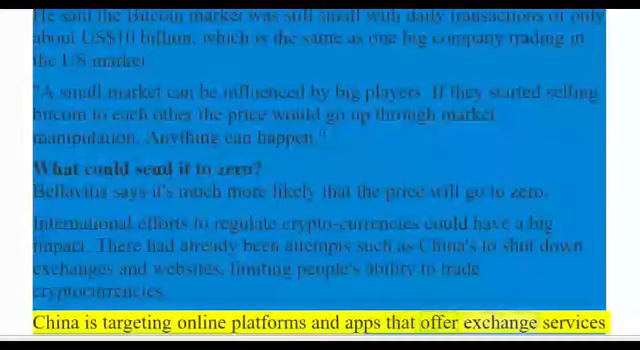 He said the Bitcoin market was still small with daily transactions of only
about US$10 billion, which is the same as one big company trading in
the US market.
"A small market can be influenced by big players. If they started selling
bitcoin to each other the price would go up through market
manipulation. Anything can happen."
What could send it to zero?
Bellavitis says it's much more likely that the price will go to zero.
International efforts to regulate crypto-currencies could have a big
impact. There had already been attempts such as China's to shut down
exchanges and websites, limiting people's ability to trade
cryptocurrencies.
China is targeting online platforms and apps that offer exchange services